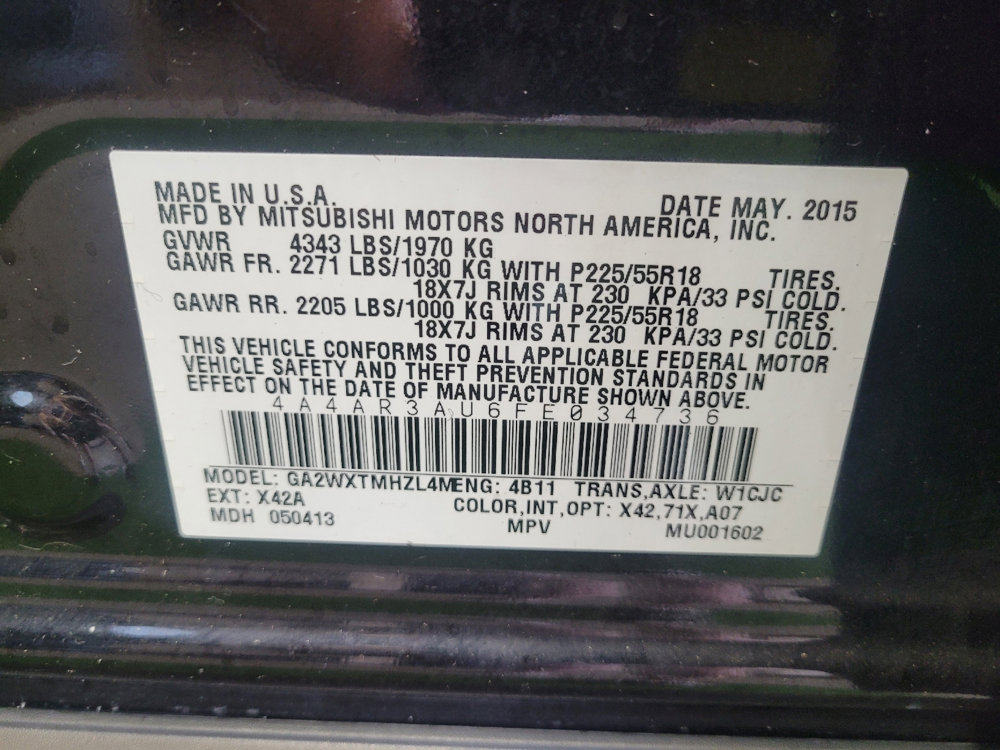 MADE IN U.S.A. DATE MAY. 2015
MFD BY MITSUBISHI MOTORS NORTH AMERICA, INC.
GVWR 4343 LBS/1970 KG
GAWR FR. 2271 LBS/1030 KG WITH P225/55R18 TIRES.
18X7J RIMS AT 230 KPA/33 PSI COLD.
GAWR RR. 2205 LBS/1000 KG WITH P225/55R18 TIRES.
18X7J RIMS AT 230 KPA/33 PSI COLD.
THIS VEHICLE CONFORMS TO ALL APPLICABLE FEDERAL MOTOR
VEHICLE SAFETY AND THEFT PREVENTION STANDARDS IN
EFFECT ON THE DATE OF MANUFACTURE SHOWN ABOVE.
4A4AR3AU6FE034736
MODEL: GA2WXTMHZL4M ENG: 4B11 TRANS,AXLE: W1CJC
EXT: X42A COLOR,INT,OPT: X42,71X,A07
MDH 050413 MPV MU001602